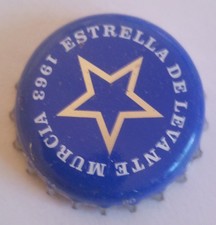 ESTRELLA DE LEVANTE MURCIA 1963